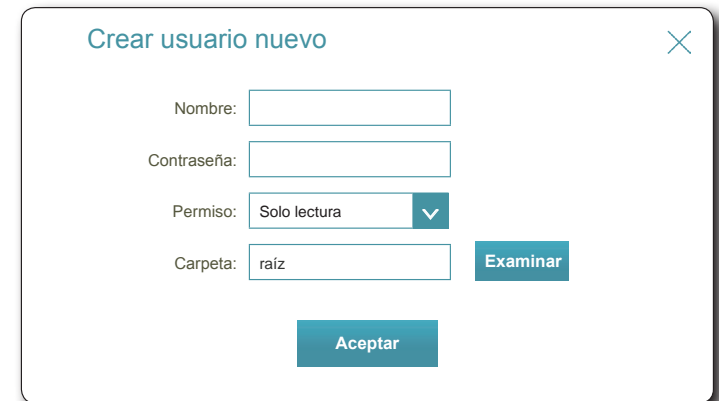 Crear usuario nuevo
Nombre:
Contraseña:
Permiso: Solo lectura
Carpeta: raíz Examinar
Aceptar